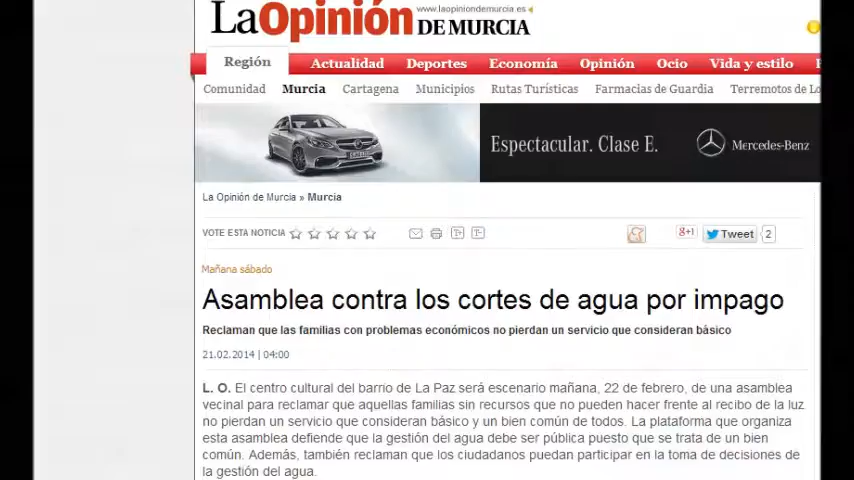 LaOpinión DE MURCIA
www.laopiniondemurcia.es
Región Actualidad Deportes Economía Opinión Ocio Vida y estilo
Comunidad Murcia Cartagena Municipios Rutas Turísticas Farmacias de Guardia Terremotos de Lo
Espectacular. Clase E. Mercedes-Benz
La Opinión de Murcia » Murcia
VOTE ESTA NOTICIA T+ T- g+1 Tweet 2
Mañana sábado
Asamblea contra los cortes de agua por impago
Reclaman que las familias con problemas económicos no pierdan un servicio que consideran básico
21.02.2014 | 04:00
L. O. El centro cultural del barrio de La Paz será escenario mañana, 22 de febrero, de una asamblea
vecinal para reclamar que aquellas familias sin recursos que no pueden hacer frente al recibo de la luz
no pierdan un servicio que consideran básico y un bien común de todos. La plataforma que organiza
esta asamblea defiende que la gestión del agua debe ser pública puesto que se trata de un bien
común. Además, también reclaman que los ciudadanos puedan participar en la toma de decisiones de
la gestión del agua.